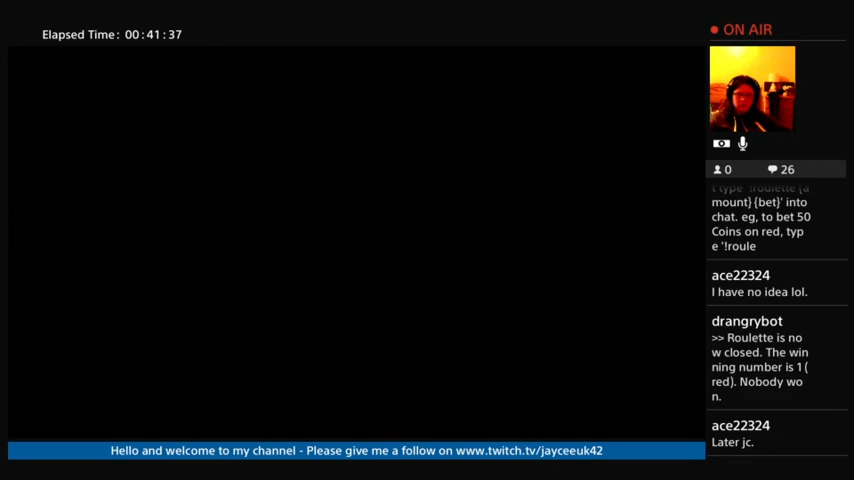 Elapsed Time: 00:41:37
ON AIR
0 26
t type '!roulette {a
mount} {bet}' into
chat. eg, to bet 50
Coins on red, typ
e '!roule
ace22324
I have no idea lol.
drangrybot
>> Roulette is no
w closed. The win
ning number is 1 (
red). Nobody wo
n.
ace22324
Later jc.
Hello and welcome to my channel - Please give me a follow on www.twitch.tv/jayceeuk42